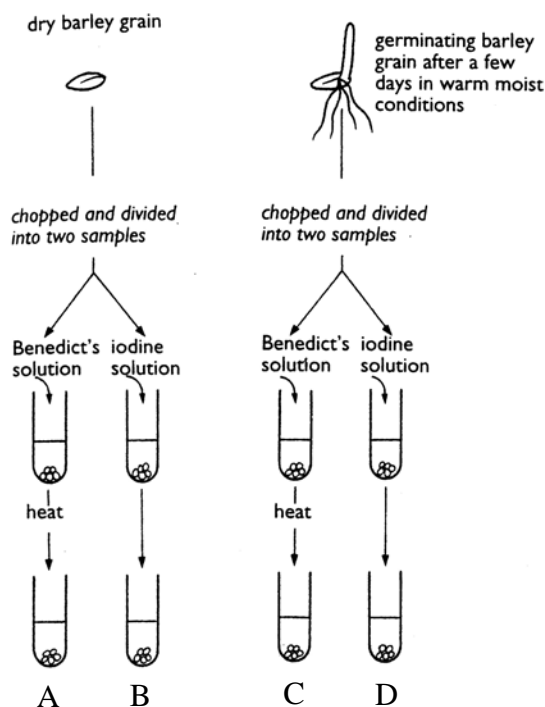 dry barley grain
germinating barley
grain after a few
days in warm moist
conditions
chopped and divided
into two samples
chopped and divided
into two samples
Benedict's
solution
iodine
solution
Benedict's
solution
iodine
solution
heat
heat
A
B
C
D